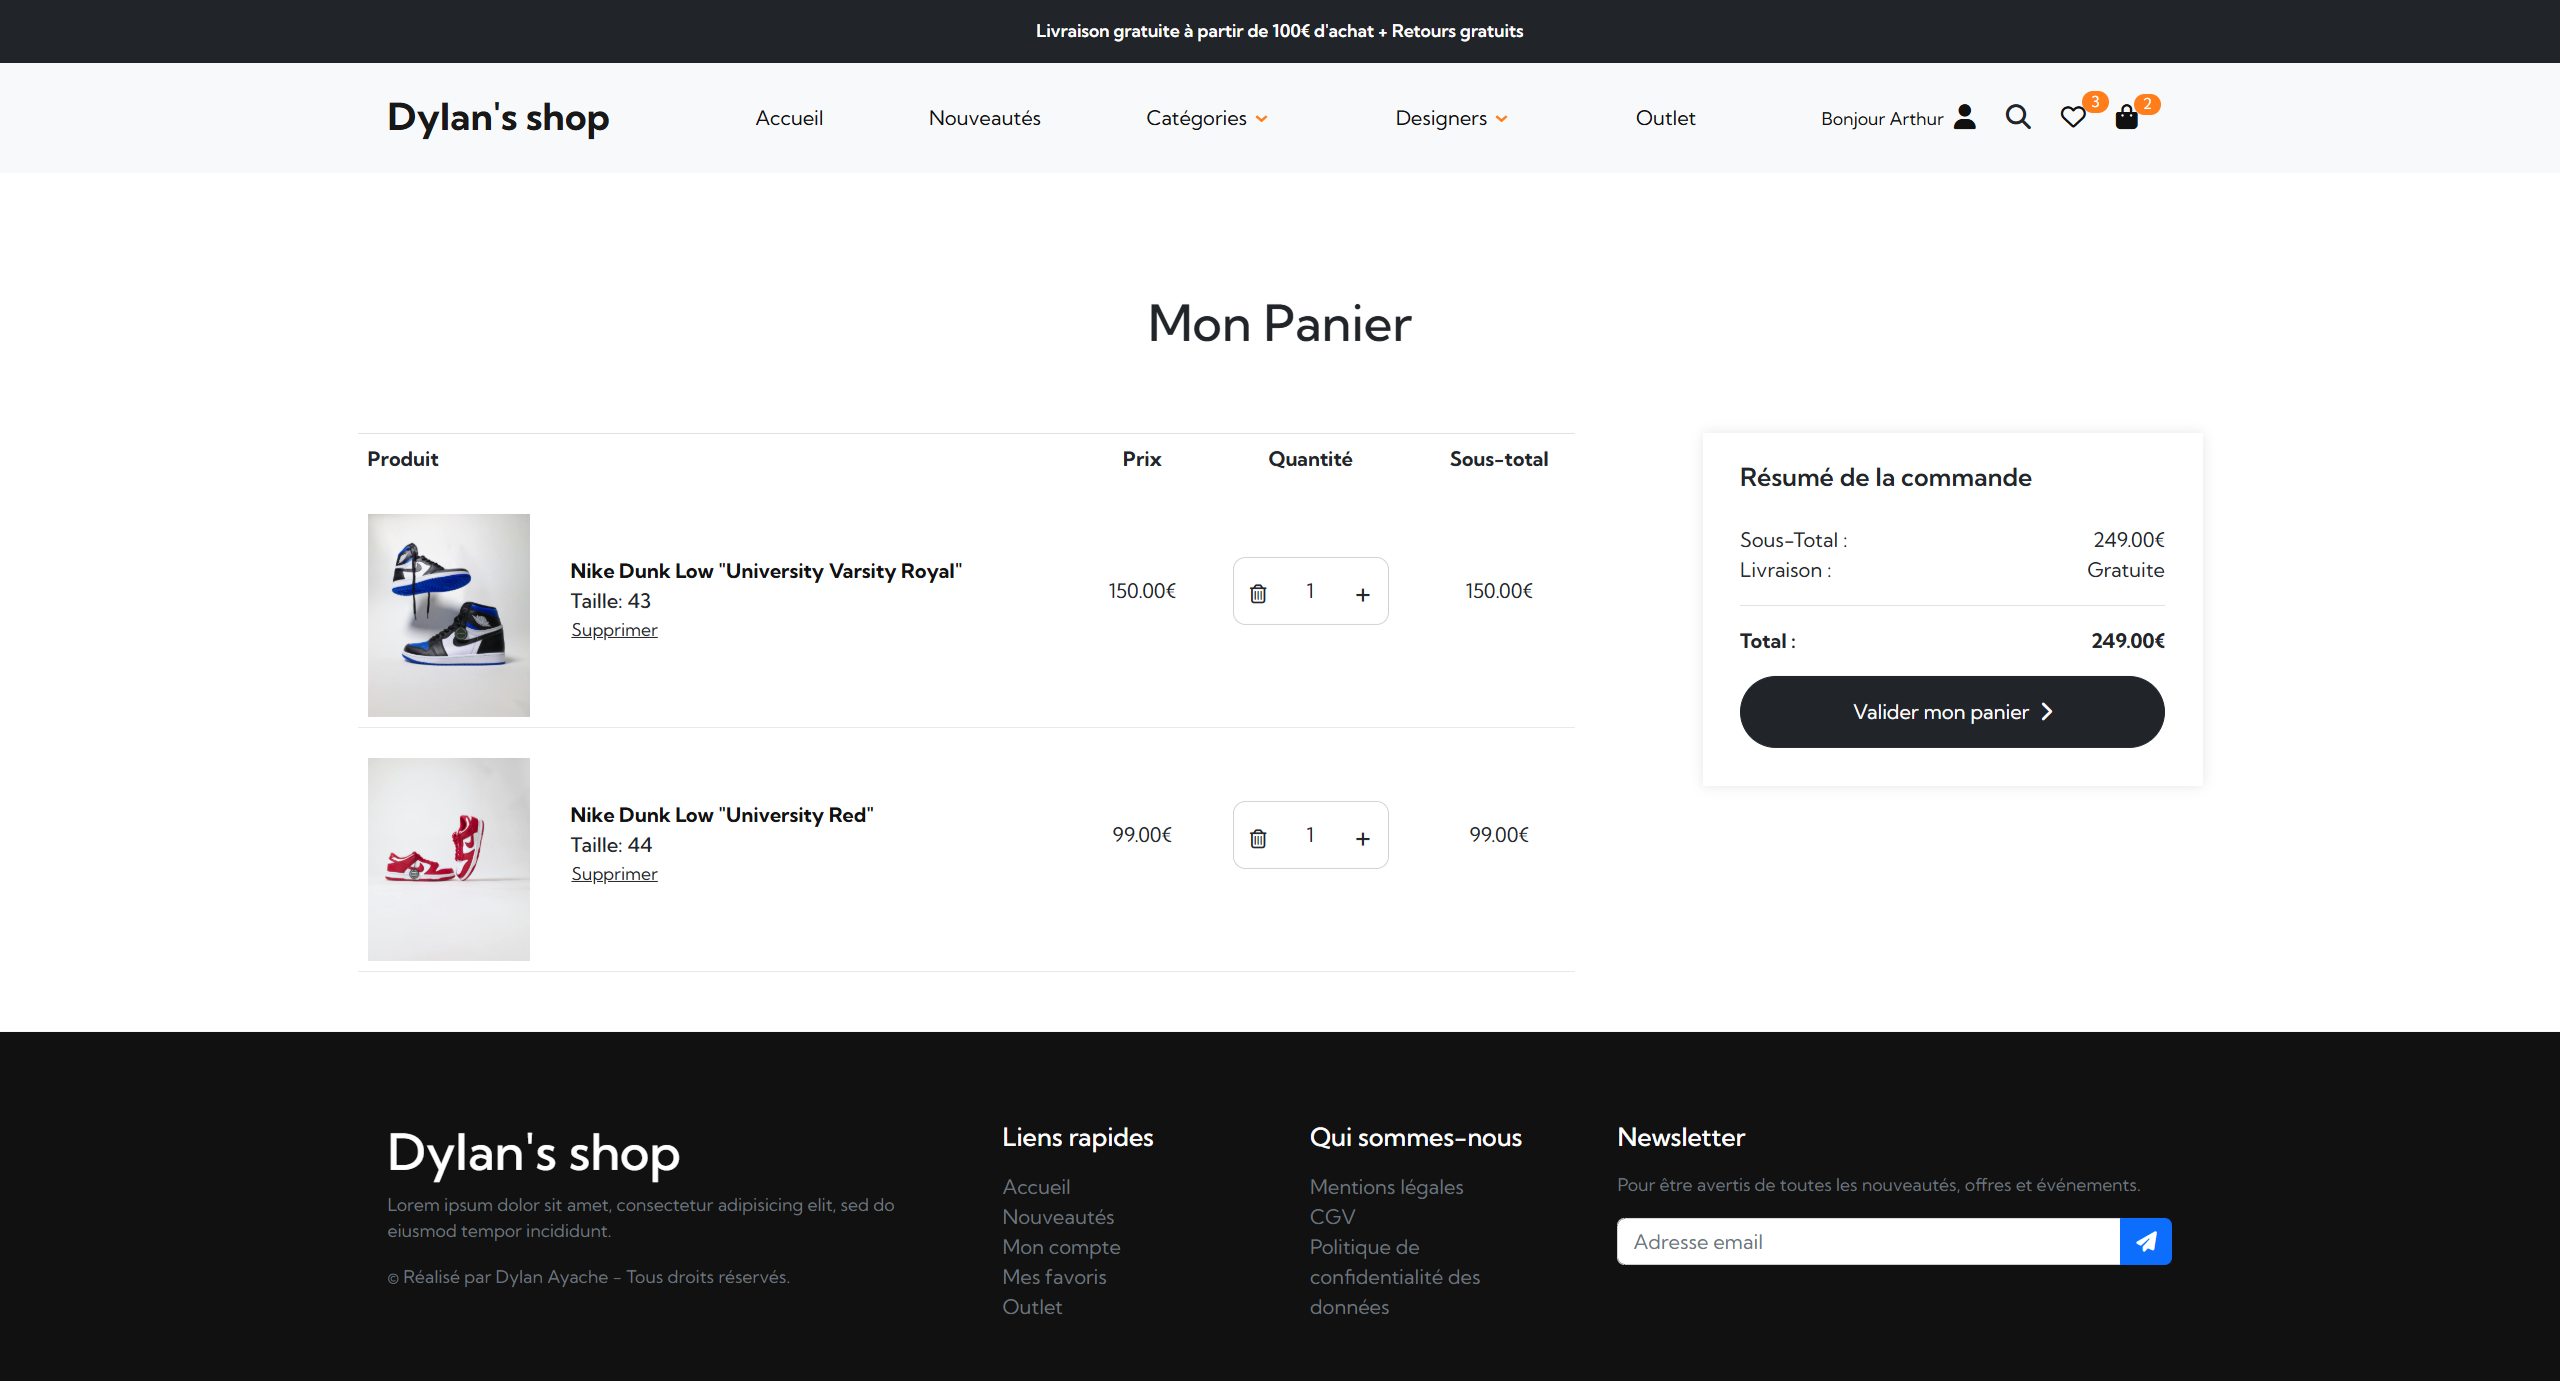 Livraison gratuite à partir de 100€ d'achat + Retours gratuits
Dylan's shop
Accueil
Nouveautés
Catégories
Designers
Outlet
Bonjour Arthur
3
2
Mon Panier
Produit
Prix
Quantité
Sous-total
Nike Dunk Low "University Varsity Royal"
Taille: 43
Supprimer
150.00€
1
+
150.00€
Nike Dunk Low "University Red"
Taille: 44
Supprimer
99.00€
1
+
99.00€
Résumé de la commande
Sous-Total : 249.00€
Livraison : Gratuite
Total : 249.00€
Valider mon panier
Dylan's shop
Lorem ipsum dolor sit amet, consectetur adipisicing elit, sed do
eiusmod tempor incididunt.
© Réalisé par Dylan Ayache - Tous droits réservés.
Liens rapides
Accueil
Nouveautés
Mon compte
Mes favoris
Outlet
Qui sommes-nous
Mentions légales
CGV
Politique de
confidentialité des
données
Newsletter
Pour être avertis de toutes les nouveautés, offres et événements.
Adresse email